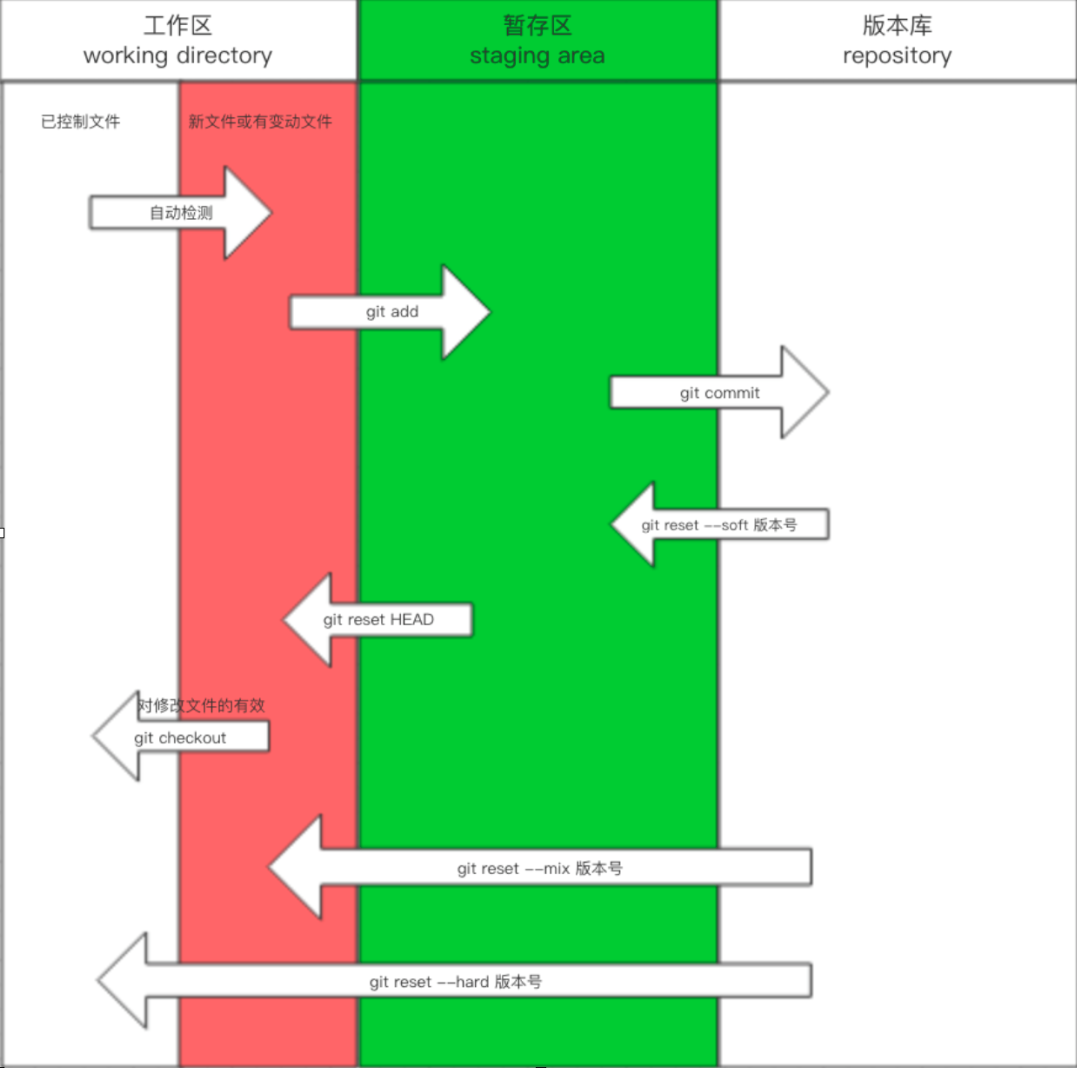 工作区
working directory
暂存区
staging area
版本库
repository
已控制文件
新文件或有变动文件
自动检测
git add
git commit
git reset --soft 版本号
git reset HEAD
对修改文件的有效
git checkout
git reset --mix 版本号
git reset --hard 版本号